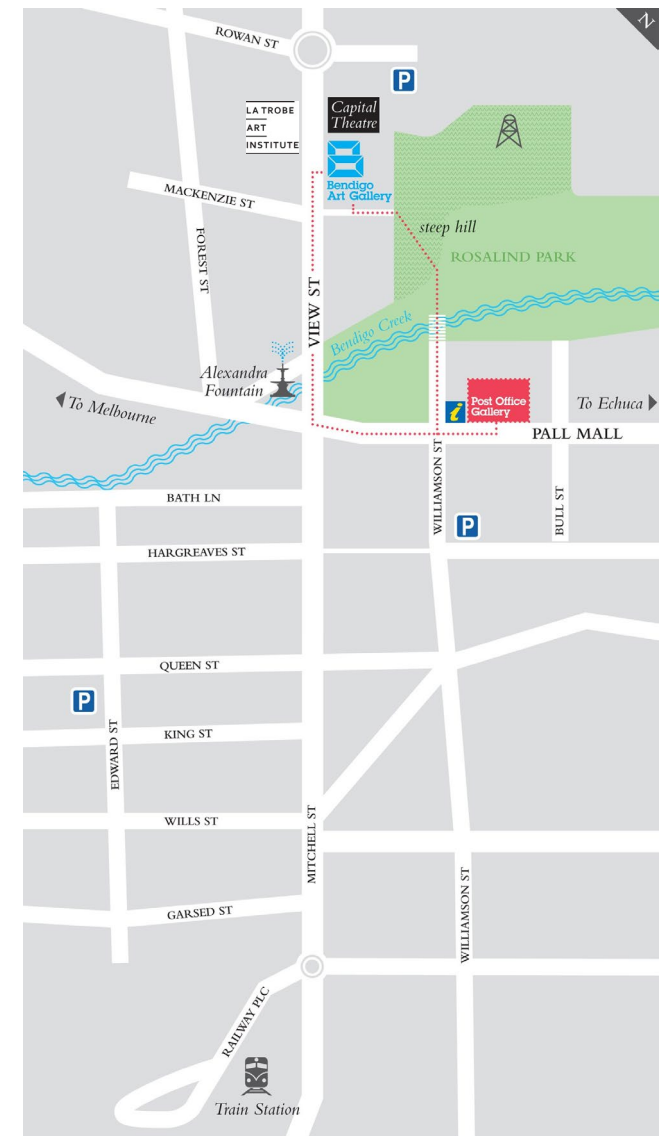 N
ROWAN ST
P
LA TROBE
ART
INSTITUTE
Capital
Theatre
Bendigo
Art Gallery
MACKENZIE ST
steep hill
FOREST ST
ROSALIND PARK
VIEW ST
Bendigo Creek
Alexandra
Fountain
To Melbourne
i
Post Office
Gallery
To Echuca
PALL MALL
WILLIAMSON ST
BULL ST
BATH LN
P
HARGREAVES ST
QUEEN ST
P
EDWARD ST
KING ST
MITCHELL ST
WILLS ST
WILLIAMSON ST
GARSED ST
RAILWAY PLC
Train Station